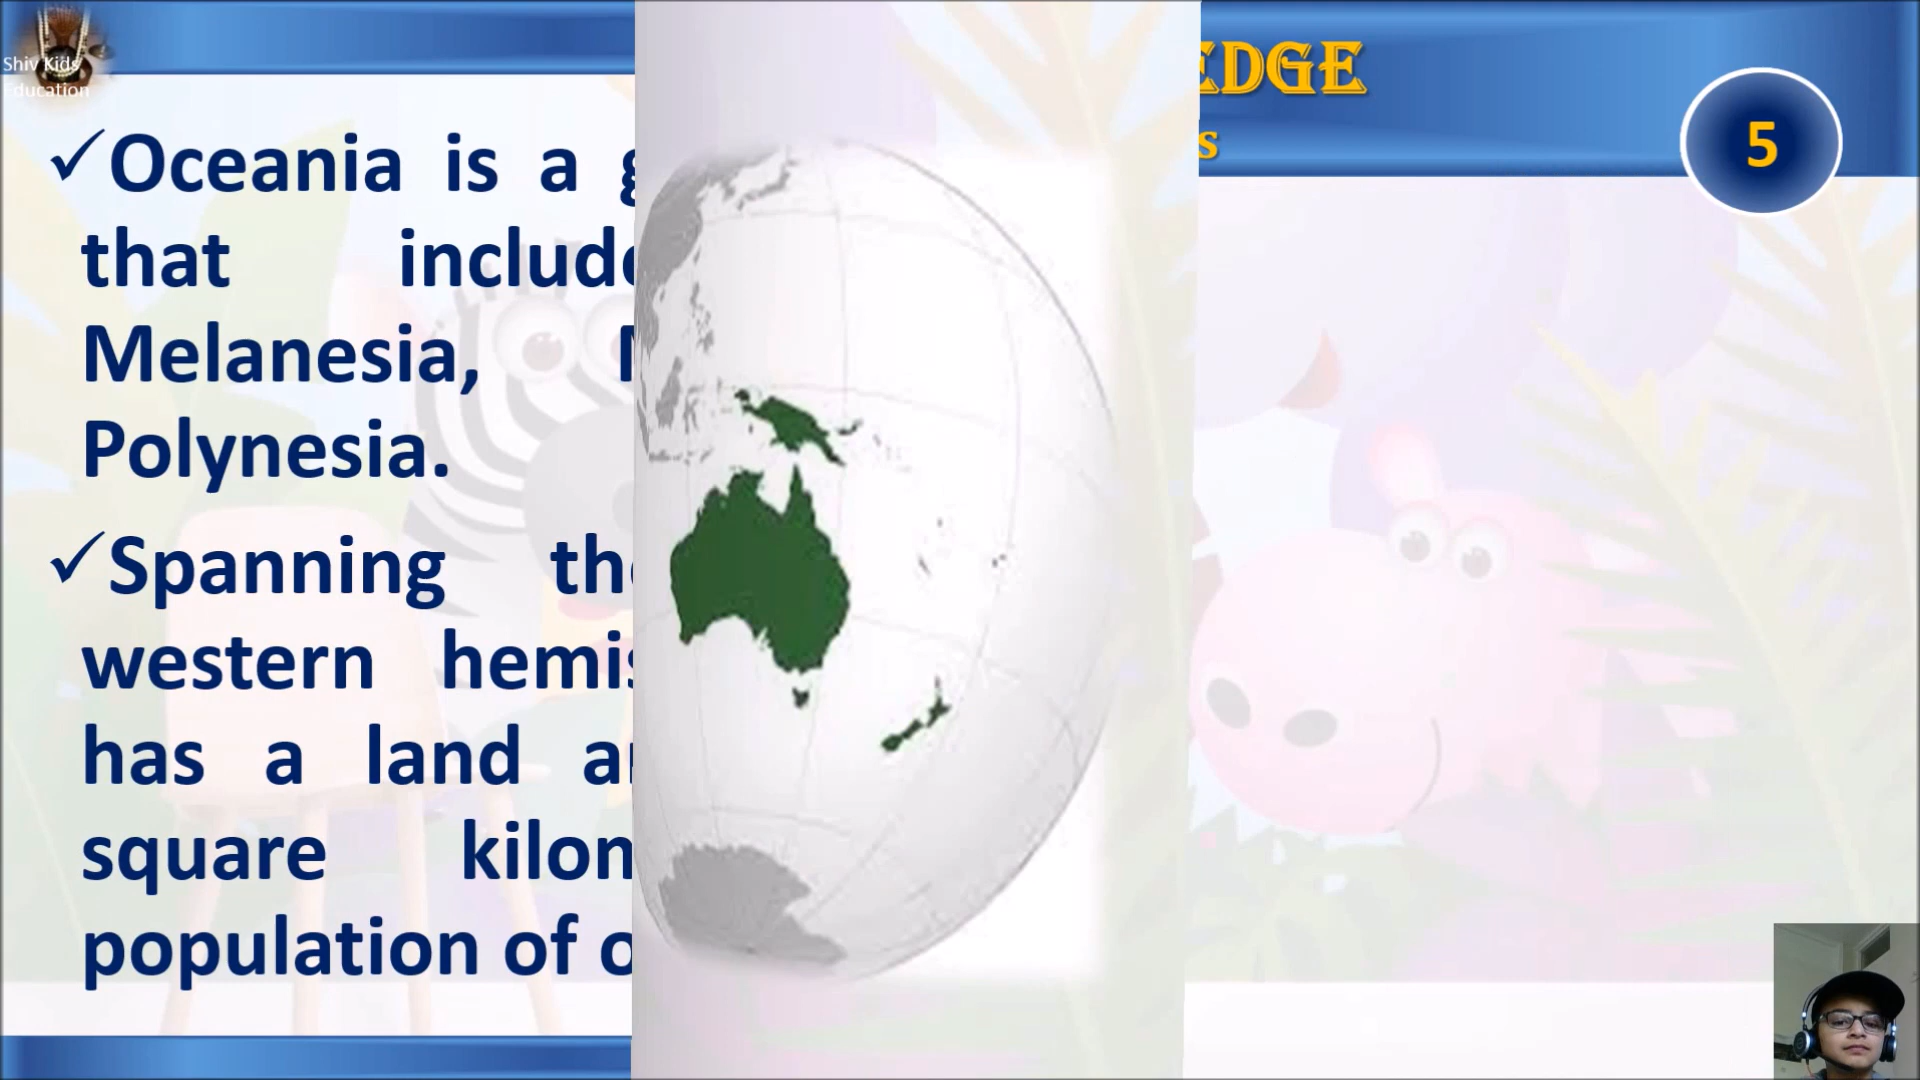 Shiv Kids
Education
EDGE
s
5
✓Oceania is a
that include
Melanesia,
Polynesia.
✓Spanning the
western hemis
has a land
square kilom
population of